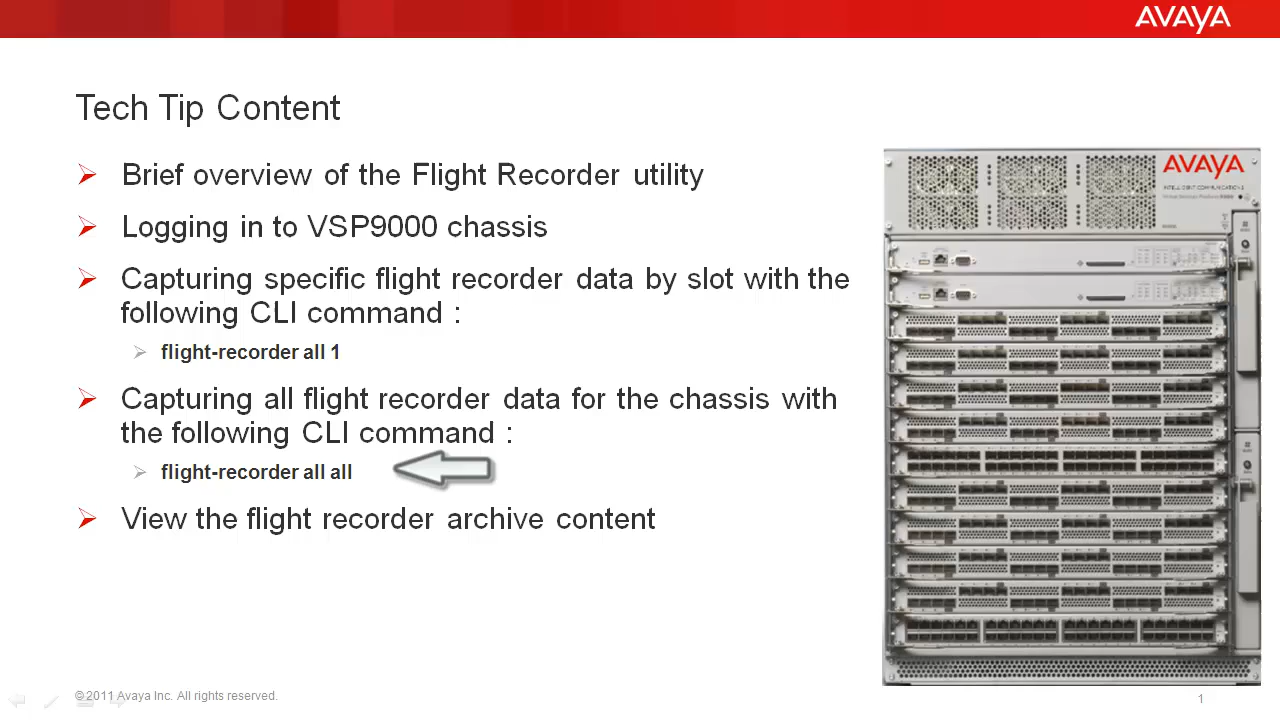 AVAYA
Tech Tip Content
Brief overview of the Flight Recorder utility
Logging in to VSP9000 chassis
Capturing specific flight recorder data by slot with the
following CLI command :
flight-recorder all 1
Capturing all flight recorder data for the chassis with
the following CLI command :
flight-recorder all all
View the flight recorder archive content
AVAYA
©2011 Avaya Inc. All rights reserved.
1